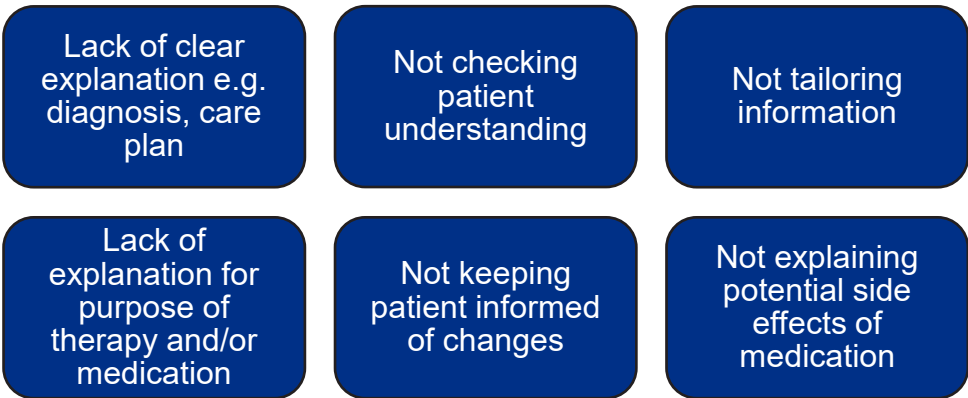 Lack of clear
explanation e.g.
diagnosis, care
plan
Not checking
patient
understanding
Not tailoring
information
Lack of
explanation for
purpose of
therapy and/or
medication
Not keeping
patient informed
of changes
Not explaining
potential side
effects of
medication